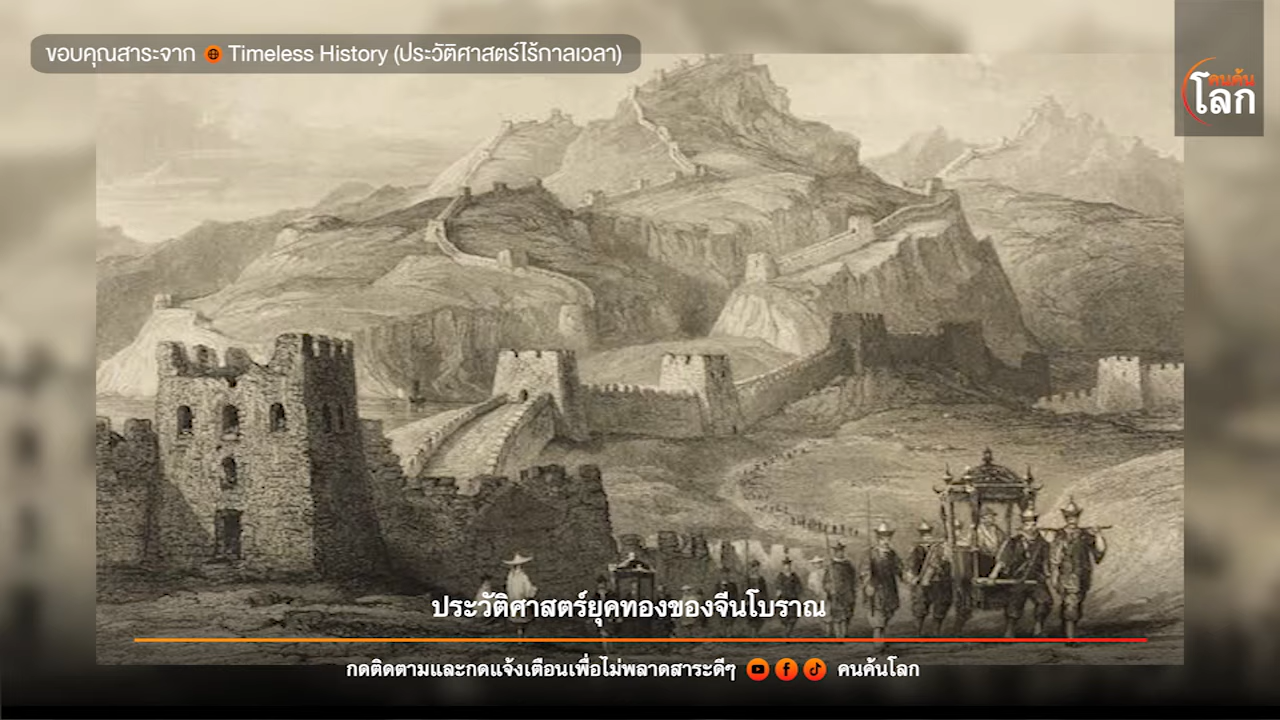 ขอบคุณสาระจาก Timeless History (ประวัติศาสตร์ไร้กาลเวลา)
คนค้น
โลก
ประวัติศาสตร์ยุคทองของจีนโบราณ
กดติดตามและกดแจ้งเตือนเพื่อไม่พลาดสาระดีๆ คนค้นโลก